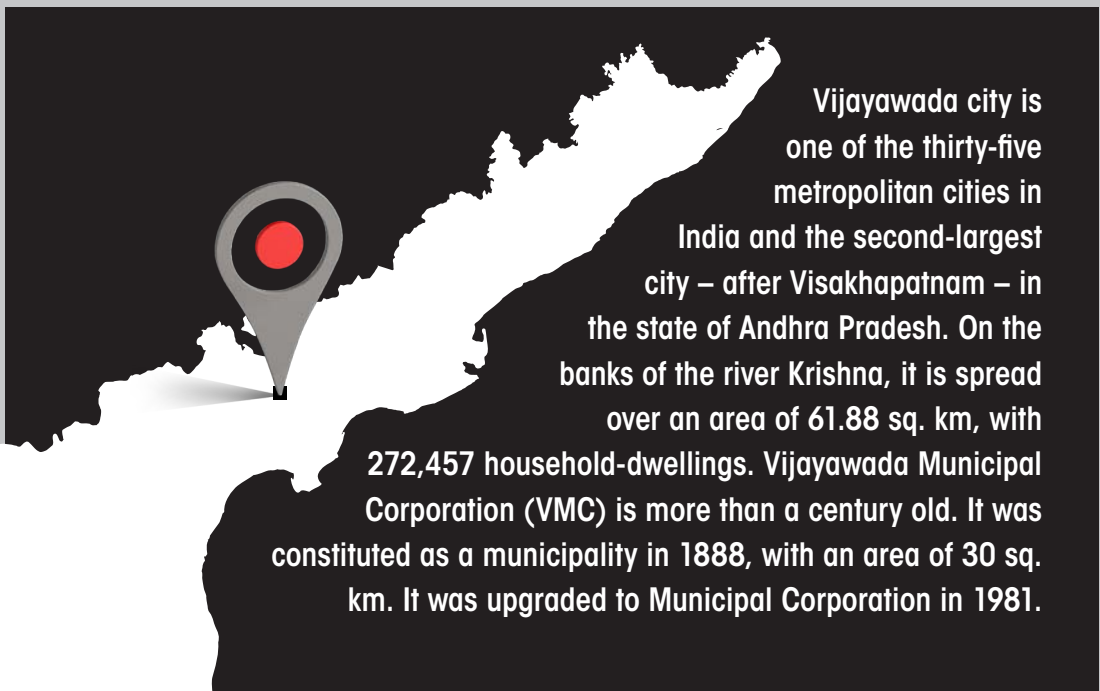 Vijayawada city is
one of the thirty-five
metropolitan cities in
India and the second-largest
city – after Visakhapatnam – in
the state of Andhra Pradesh. On the
banks of the river Krishna, it is spread
over an area of 61.88 sq. km, with
272,457 household-dwellings. Vijayawada Municipal
Corporation (VMC) is more than a century old. It was
constituted as a municipality in 1888, with an area of 30 sq.
km. It was upgraded to Municipal Corporation in 1981.